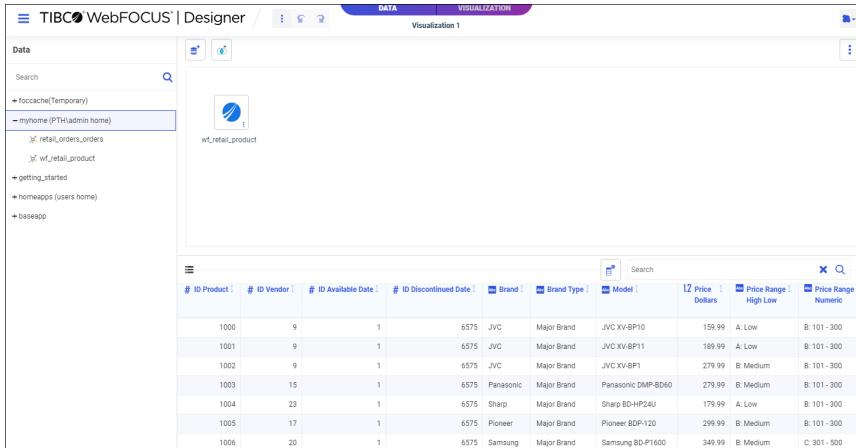 TIBCO WebFOCUS® | Designer
DATA VISUALIZATION
Visualization 1
Data
Search
foccache(Temporary)
myhome (PTH\admin home)
retail_orders_orders
wf_retail_product
getting_started
homeapps (users home)
baseapp
wf_retail_product
Search
# ID Product # ID Vendor # ID Available Date # ID Discontinued Date Abc Brand Abc Brand Type Abc Model 1.2 Price Dollars Abc Price Range High Low Abc Price Range Numeric
1000 9 1 6575 JVC Major Brand JVC XV-BP10 159.99 A: Low B: 101 - 300
1001 9 1 6575 JVC Major Brand JVC XV-BP11 189.99 A: Low B: 101 - 300
1002 9 1 6575 JVC Major Brand JVC XV-BP1 279.99 B: Medium B: 101 - 300
1003 15 1 6575 Panasonic Major Brand Panasonic DMP-BD60 279.99 B: Medium B: 101 - 300
1004 23 1 6575 Sharp Major Brand Sharp BD-HP24U 179.99 A: Low B: 101 - 300
1005 17 1 6575 Pioneer Major Brand Pioneer BDP-120 299.99 B: Medium B: 101 - 300
1006 20 1 6575 Samsung Major Brand Samsung BD-P1600 349.99 B: Medium C: 301 - 500